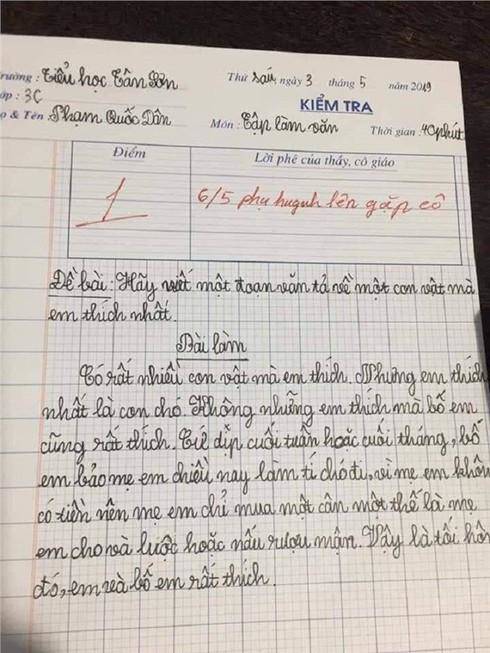 Trường : Tiểu học Tân Sơn Thứ sáu, ngày 3 tháng 5 năm 2019
Lớp : 3C KIỂM TRA
Họ & Tên : Phạm Quốc Dân Môn : Tập làm văn Thời gian : 40 phút
Điểm Lời phê của thầy, cô giáo
1 6/5 phụ huynh lên gặp cô
Đề bài : Hãy viết một đoạn văn tả về một con vật mà
em thích nhất.
Bài làm
Có rất nhiều con vật mà em thích. Nhưng em thích
nhất là con chó. Không những em thích mà bố em
cũng rất thích. Cứ dịp cuối tuần hoặc cuối tháng, bố
em bảo mẹ em chiều nay làm tí chó đi, vì mẹ em khôn
có tiền nên mẹ em chỉ mua một cân một thế là mẹ
em cho và luộc hoặc nấu rượu mận. Vậy là tối hôm
đó, em và bố em rất thích.